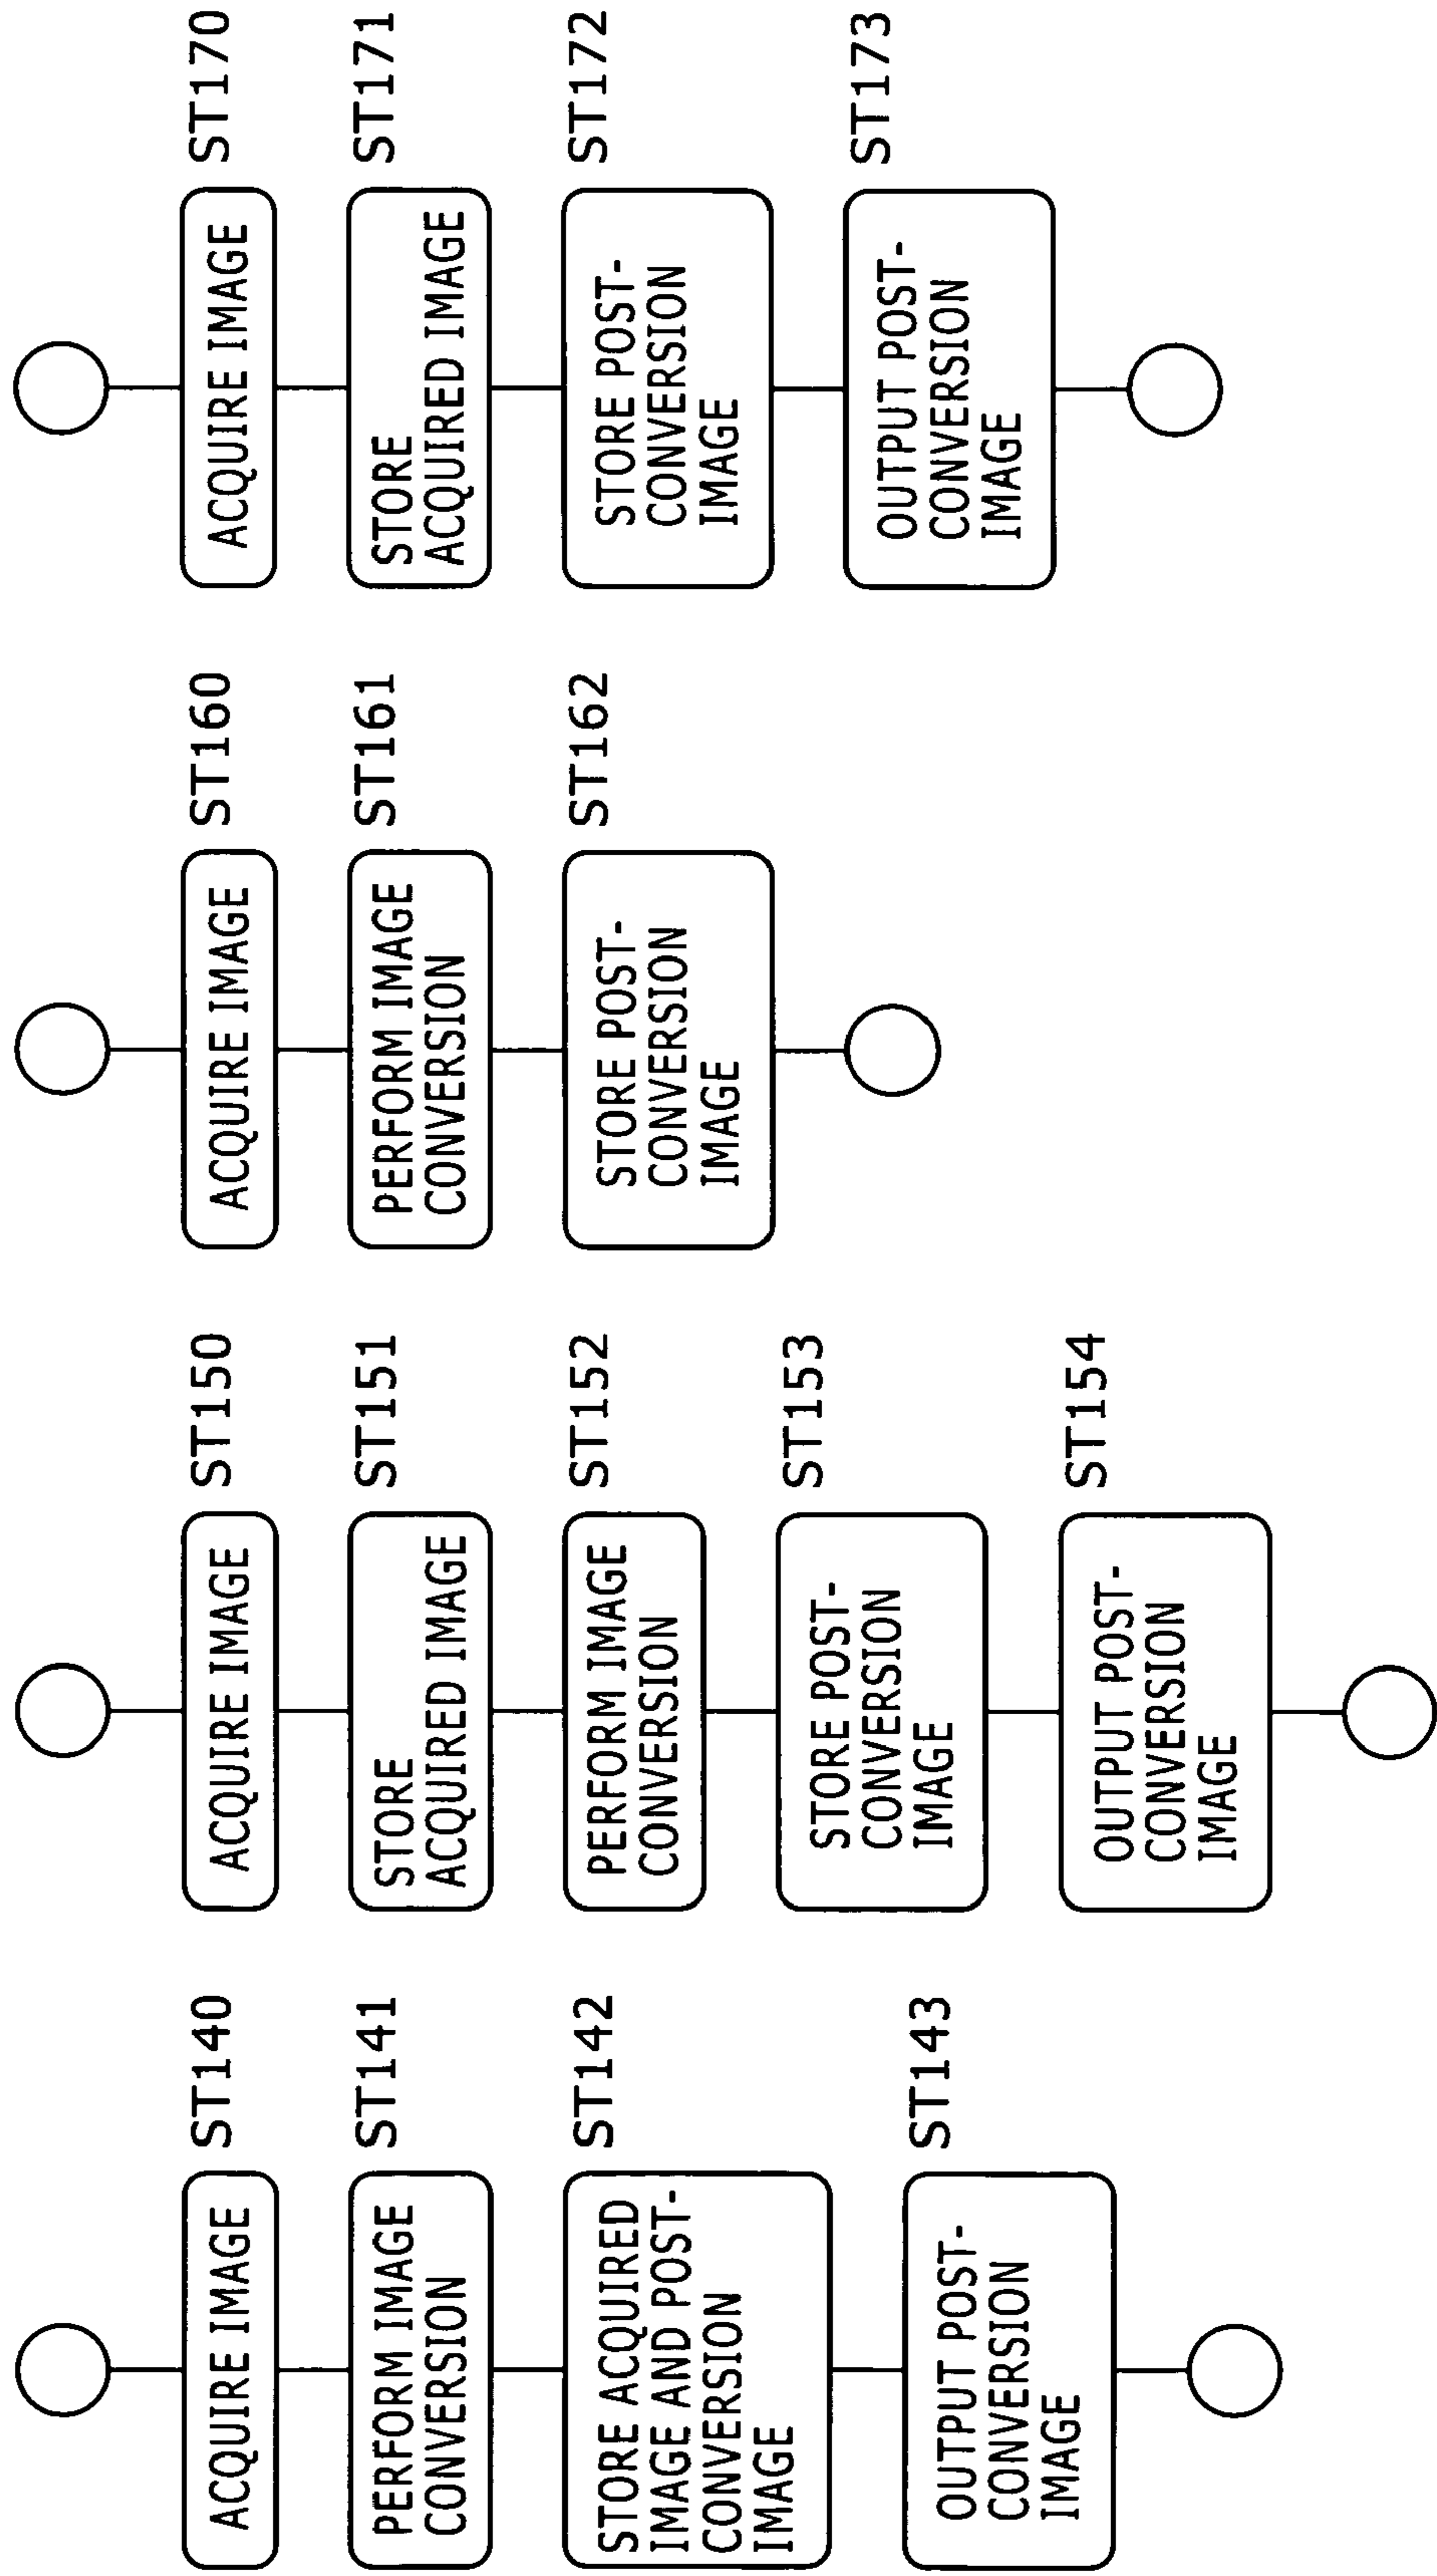 ACQUIRE IMAGE
ST140
PERFORM IMAGE
CONVERSION
ST141
STORE ACQUIRED
IMAGE AND POST-
CONVERSION
IMAGE
ST142
OUTPUT POST-
CONVERSION
IMAGE
ST143
ACQUIRE IMAGE
ST150
STORE
ACQUIRED IMAGE
ST151
PERFORM IMAGE
CONVERSION
ST152
STORE POST-
CONVERSION
IMAGE
ST153
OUTPUT POST-
CONVERSION
IMAGE
ST154
ACQUIRE IMAGE
ST160
PERFORM IMAGE
CONVERSION
ST161
STORE POST-
CONVERSION
IMAGE
ST162
ACQUIRE IMAGE
ST170
STORE
ACQUIRED IMAGE
ST171
STORE POST-
CONVERSION
IMAGE
ST172
OUTPUT POST-
CONVERSION
IMAGE
ST173